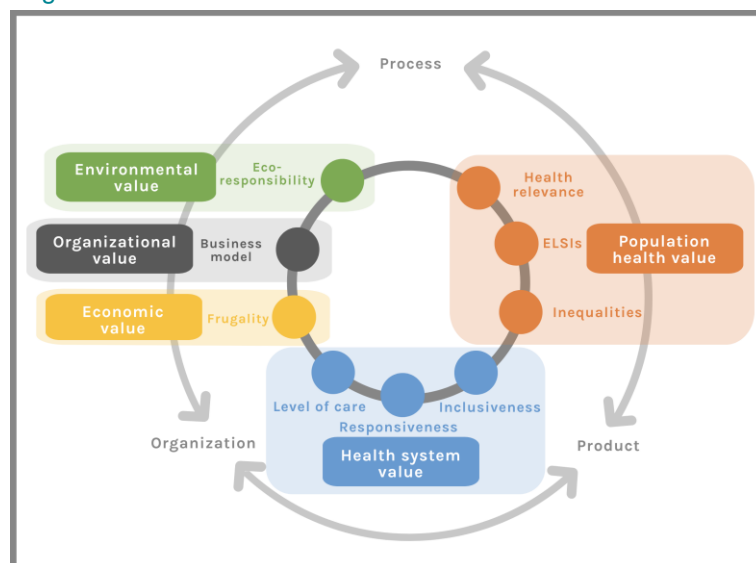 Process
Environmental
value
Eco-
responsibility
Health
relevance
Organizational
value
Business
model
ELSIs
Population
health value
Economic
value
Frugality
Inequalities
Level of care
Inclusiveness
Responsiveness
Organization
Product
Health system
value